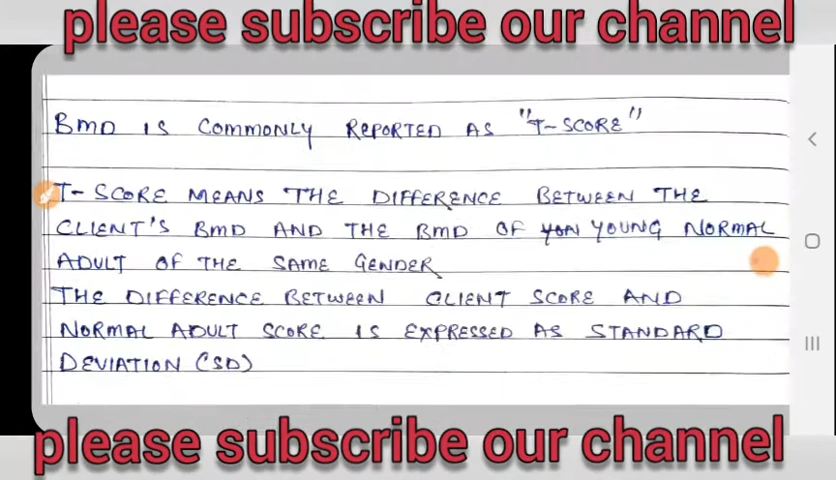 please subscribe our channel
BMD IS COMMONLY REPORTED AS "T-SCORE"
T-SCORE MEANS THE DIFFERENCE BETWEEN THE
CLIENT'S BMD AND THE BMD OF YON YOUNG NORMAL
ADULT OF THE SAME GENDER
THE DIFFERENCE BETWEEN CLIENT SCORE AND
NORMAL ADULT SCORE IS EXPRESSED AS STANDARD
DEVIATION (SD)
please subscribe our channel